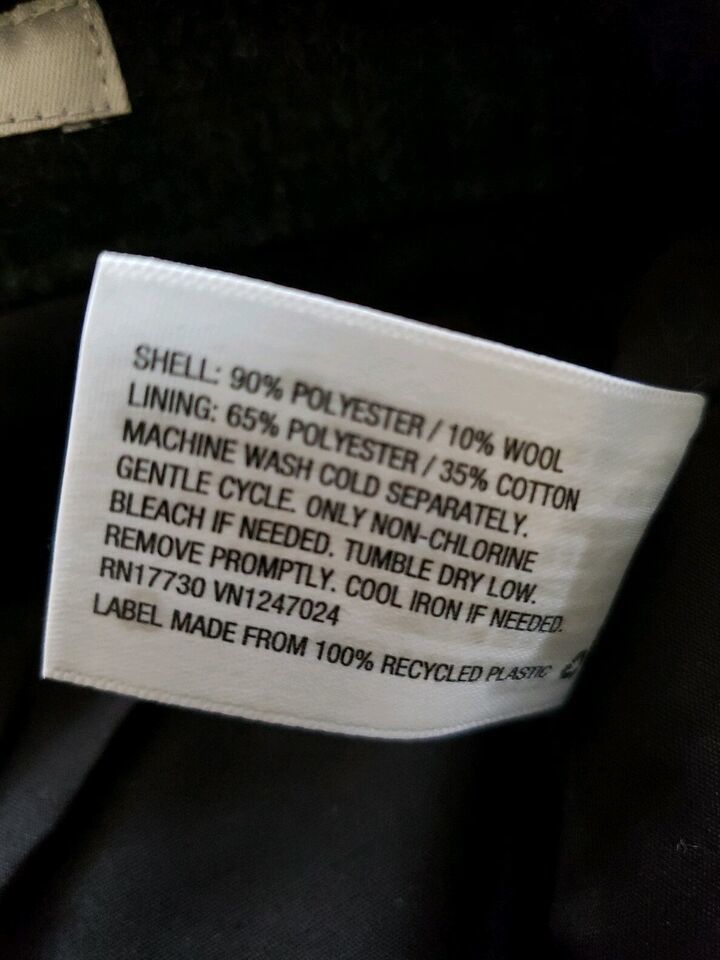 SHELL: 90% POLYESTER / 10% WOOL
LINING: 65% POLYESTER / 35% COTTON
MACHINE WASH COLD SEPARATELY.
GENTLE CYCLE. ONLY NON-CHLORINE
BLEACH IF NEEDED. TUMBLE DRY LOW.
REMOVE PROMPTLY. COOL IRON IF NEEDED.
RN17730 VN1247024
LABEL MADE FROM 100% RECYCLED PLASTIC